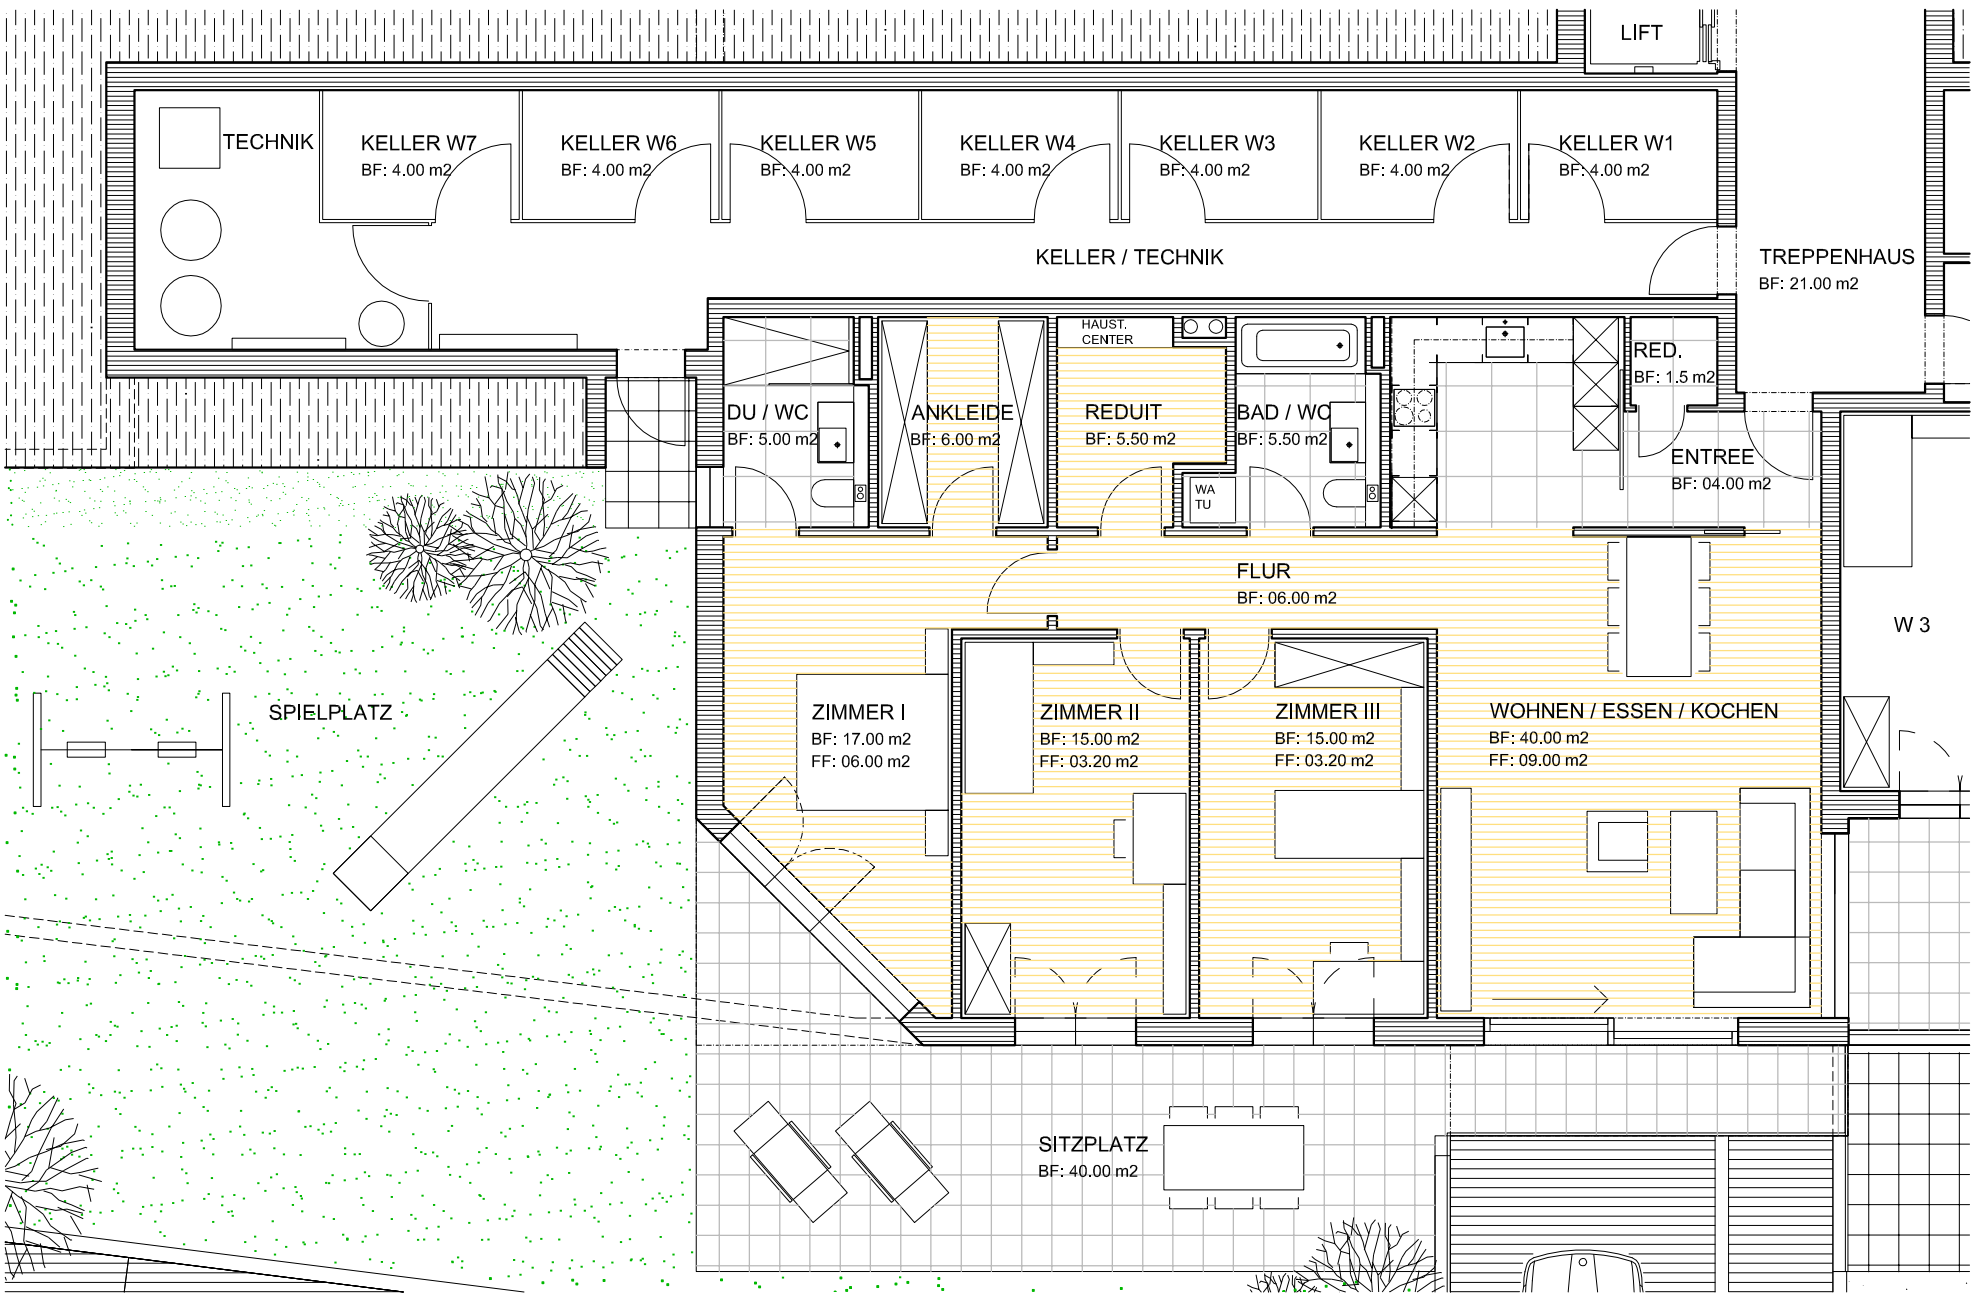 LIFT
TECHNIK
KELLER W7
BF: 4.00 m2
KELLER W6
BF: 4.00 m2
KELLER W5
BF: 4.00 m2
KELLER W4
BF: 4.00 m2
KELLER W3
BF: 4.00 m2
KELLER W2
BF: 4.00 m2
KELLER W1
BF: 4.00 m2
KELLER / TECHNIK
TREPPENHAUS
BF: 21.00 m2
HAUST.
CENTER
RED.
BF: 1.5 m2
DU / WC
BF: 5.00 m2
ANKLEIDE
BF: 6.00 m2
REDUIT
BF: 5.50 m2
BAD / WC
BF: 5.50 m2
ENTREE
BF: 04.00 m2
WA
TU
FLUR
BF: 06.00 m2
W 3
SPIELPLATZ
ZIMMER I
BF: 17.00 m2
FF: 06.00 m2
ZIMMER II
BF: 15.00 m2
FF: 03.20 m2
ZIMMER III
BF: 15.00 m2
FF: 03.20 m2
WOHNEN / ESSEN / KOCHEN
BF: 40.00 m2
FF: 09.00 m2
SITZPLATZ
BF: 40.00 m2